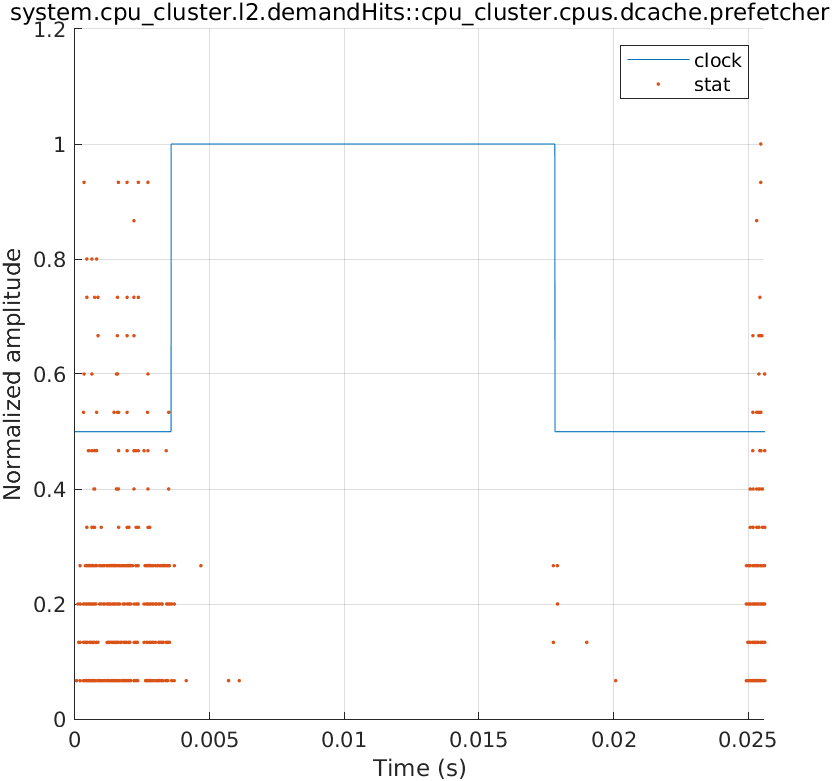 system.cpu_cluster.l2.demandHits::cpu_cluster.cpus.dcache.prefetcher
1.2
clock
stat
1
0.8
Normalized amplitude
0.6
0.4
0.2
0
0 0.005 0.01 0.015 0.02 0.025
Time (s)